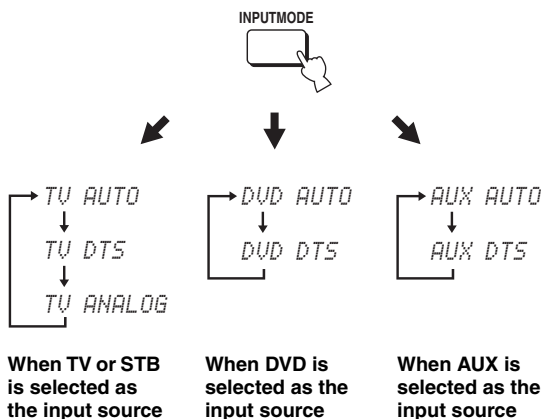 INPUTMODE
TV AUTO
TV DTS
TV ANALOG
When TV or STB
is selected as
the input source
DVD AUTO
DVD DTS
When DVD is
selected as the
input source
AUX AUTO
AUX DTS
When AUX is
selected as the
input source